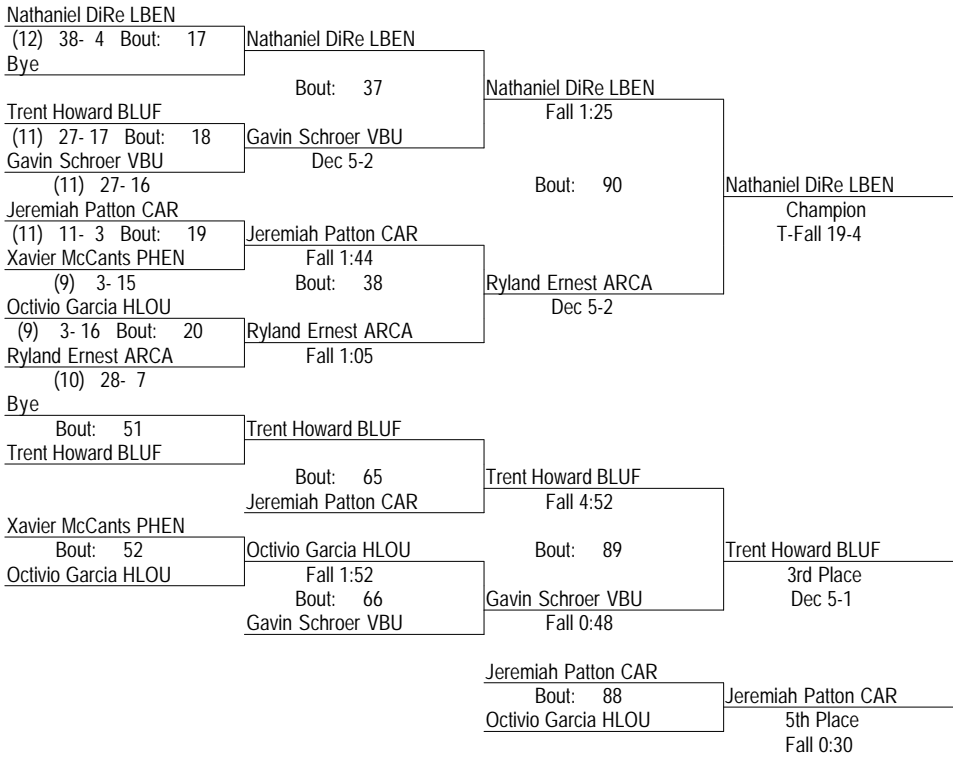 Nathaniel DiRe LBEN
(12) 38- 4 Bout: 17
Bye
Nathaniel DiRe LBEN
Bout: 37
Trent Howard BLUF
(11) 27- 17 Bout: 18
Gavin Schroer VBU
(11) 27- 16
Gavin Schroer VBU
Dec 5-2
Nathaniel DiRe LBEN
Fall 1:25
Bout: 90
Jeremiah Patton CAR
(11) 11- 3 Bout: 19
Xavier McCants PHEN
(9) 3- 15
Jeremiah Patton CAR
Fall 1:44
Bout: 38
Octivio Garcia HLOU
(9) 3- 16 Bout: 20
Ryland Ernest ARCA
(10) 28- 7
Ryland Ernest ARCA
Fall 1:05
Ryland Ernest ARCA
Dec 5-2
Nathaniel DiRe LBEN
Champion
T-Fall 19-4
Bye
Bout: 51
Trent Howard BLUF
Trent Howard BLUF
Bout: 65
Jeremiah Patton CAR
Trent Howard BLUF
Fall 4:52
Bout: 89
Xavier McCants PHEN
Bout: 52
Octivio Garcia HLOU
Octivio Garcia HLOU
Fall 1:52
Bout: 66
Gavin Schroer VBU
Gavin Schroer VBU
Fall 0:48
Trent Howard BLUF
3rd Place
Dec 5-1
Jeremiah Patton CAR
Bout: 88
Octivio Garcia HLOU
Jeremiah Patton CAR
5th Place
Fall 0:30